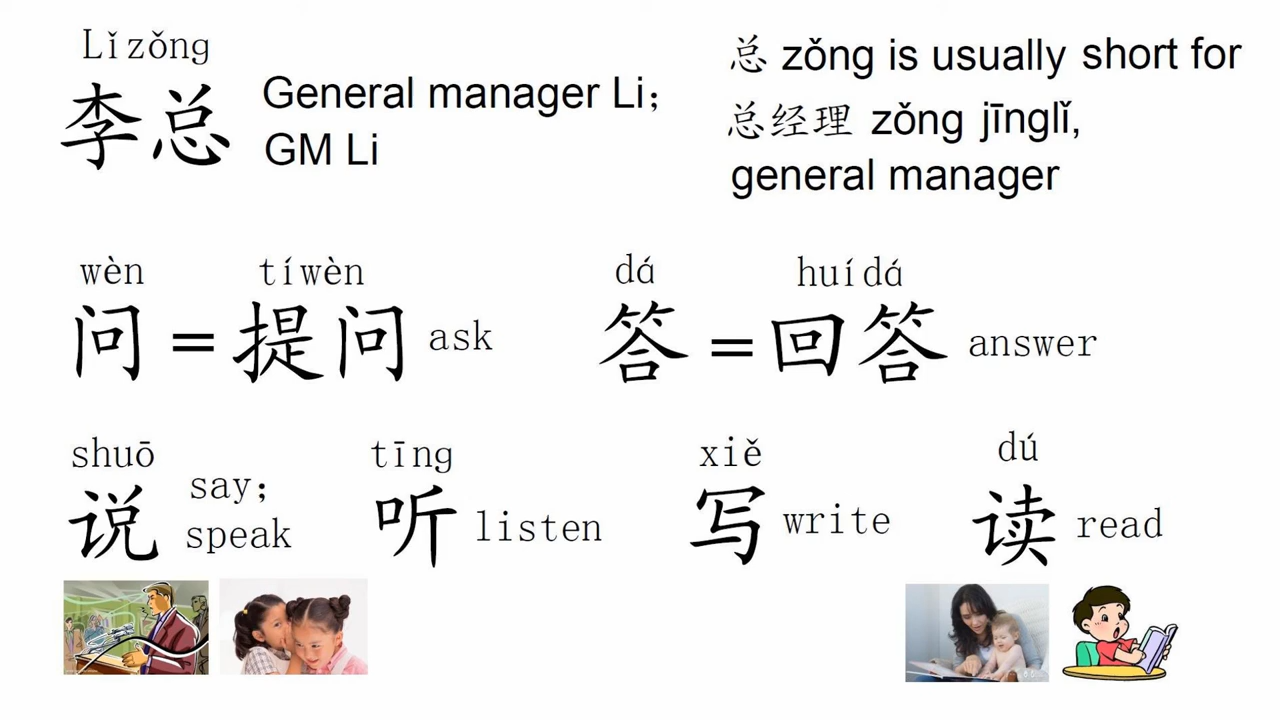 Lǐzǒng
李总
General manager Li；
GM Li
总 zǒng is usually short for
总经理 zǒng jīnglǐ,
general manager
wèn tíwèn
问 = 提问 ask
dá huídá
答 = 回答 answer
shuō
说 say；
speak
tīng
听 listen
xiě
写 write
dú
读 read